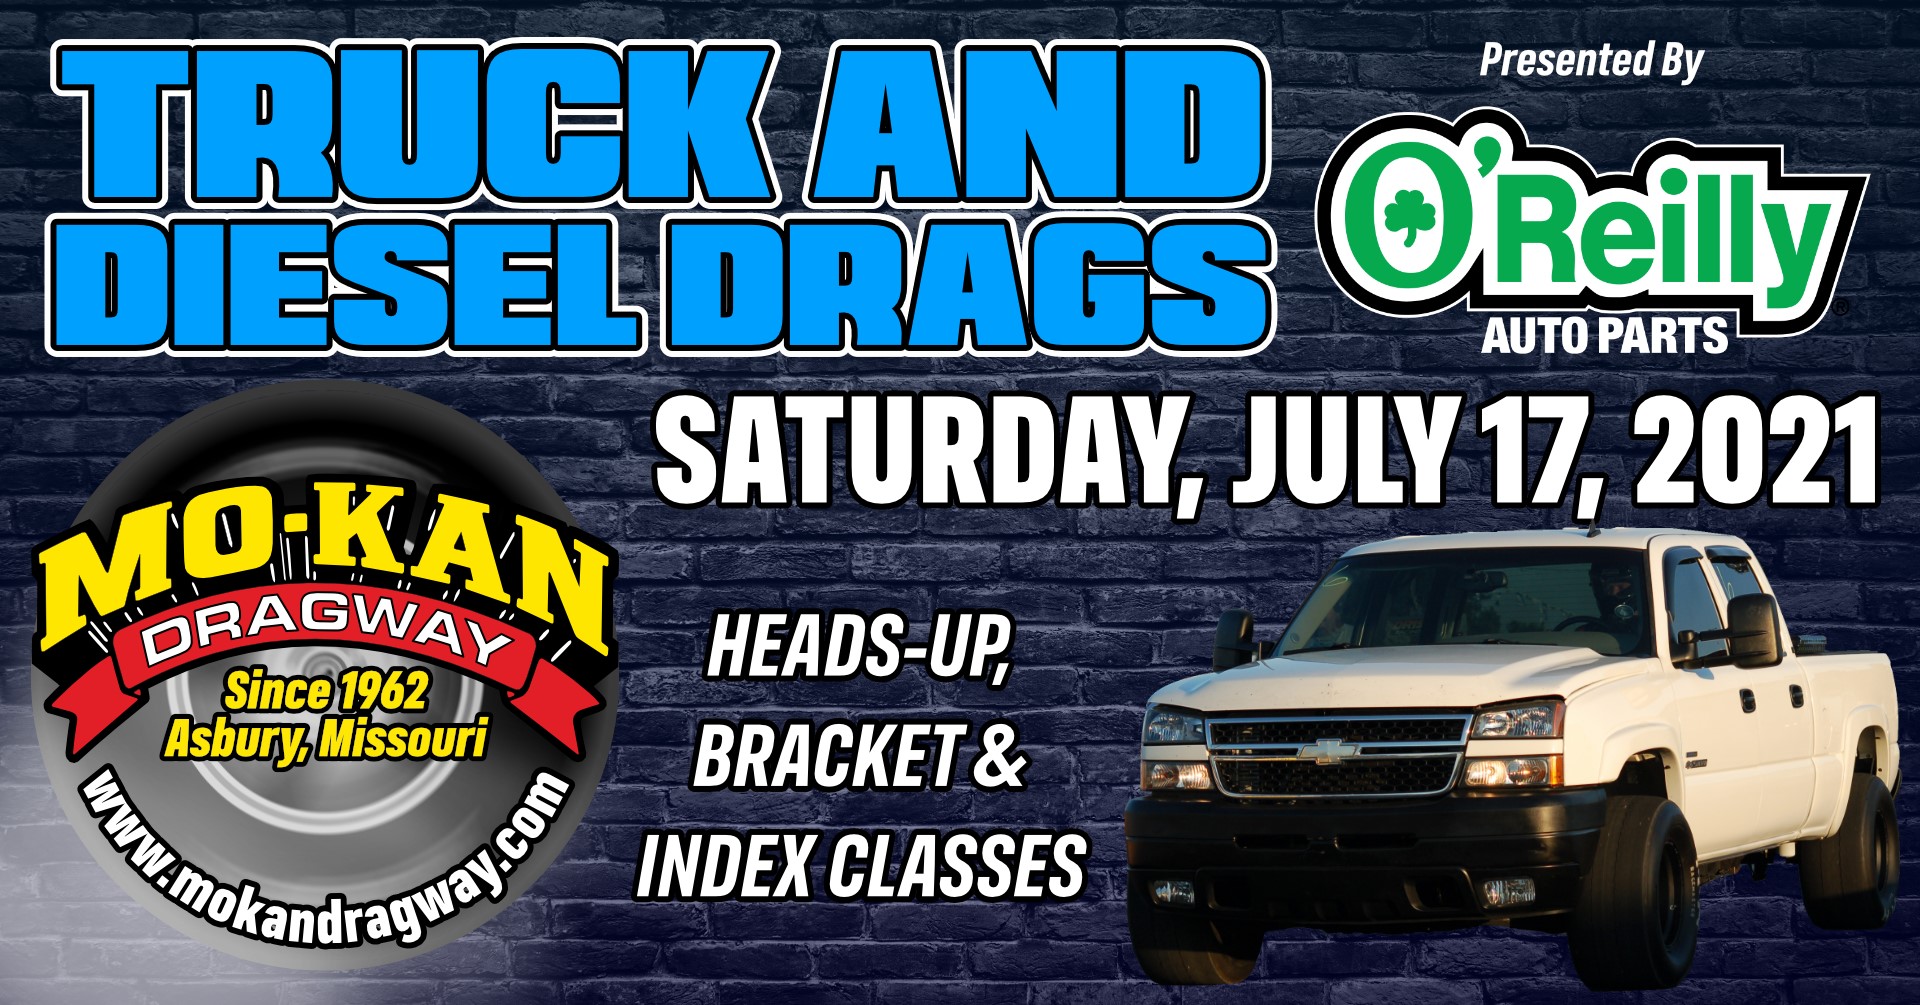 TRUCK AND
DIESEL DRAGS
Presented By
O'Reilly
®
AUTO PARTS
SATURDAY, JULY 17, 2021
MO-KAN
DRAGWAY
Since 1962
Asbury, Missouri
www.mokandragway.com
HEADS-UP,
BRACKET &
INDEX CLASSES